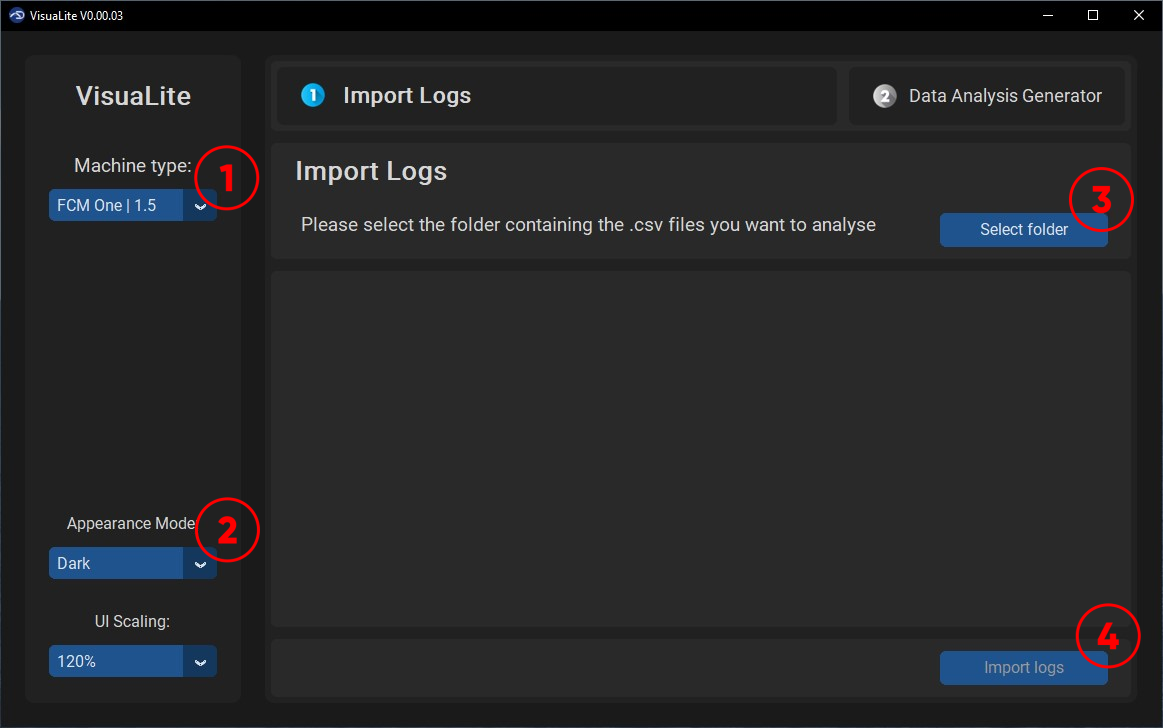 VisuaLite V0.00.03
VisuaLite
Machine type:
1
FCM One | 1.5
Appearance Mode
2
Dark
UI Scaling:
120%
1 Import Logs
2 Data Analysis Generator
Import Logs
Please select the folder containing the .csv files you want to analyse
3
Select folder
4
Import logs